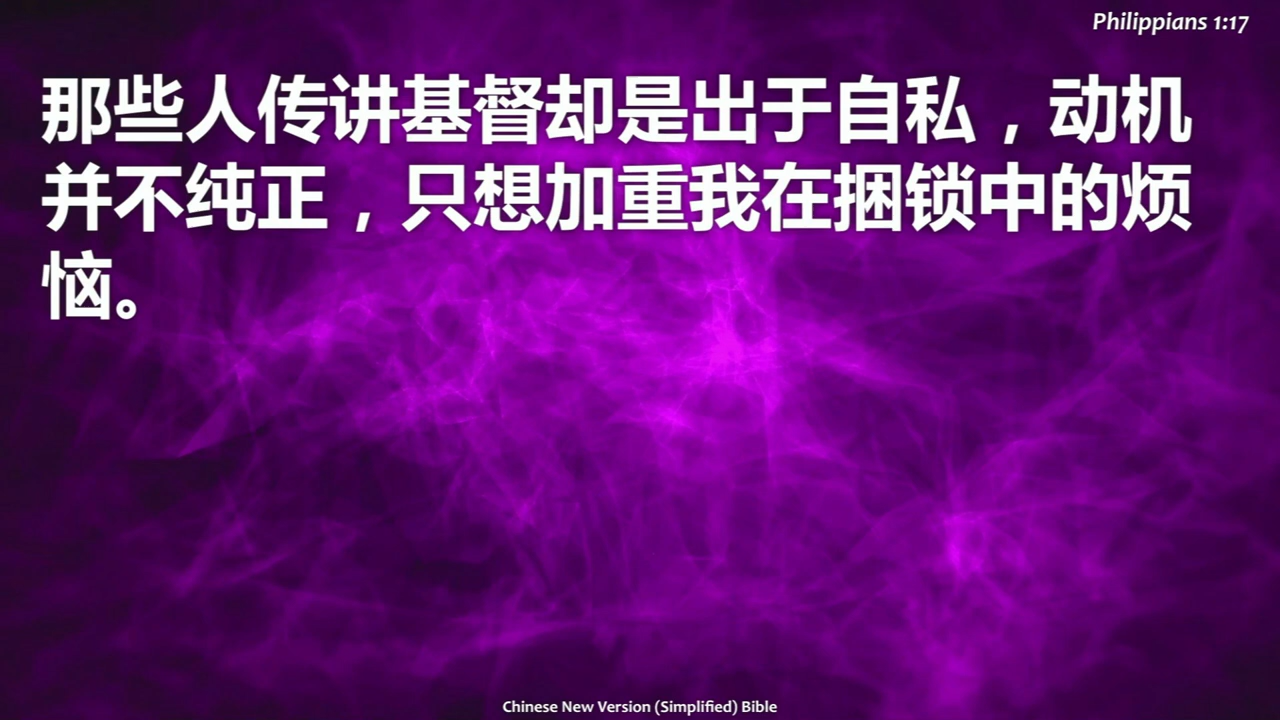 Philippians 1:17
那些人传讲基督却是出于自私，动机
并不纯正，只想加重我在捆锁中的烦
恼。
Chinese New Version (Simplified) Bible